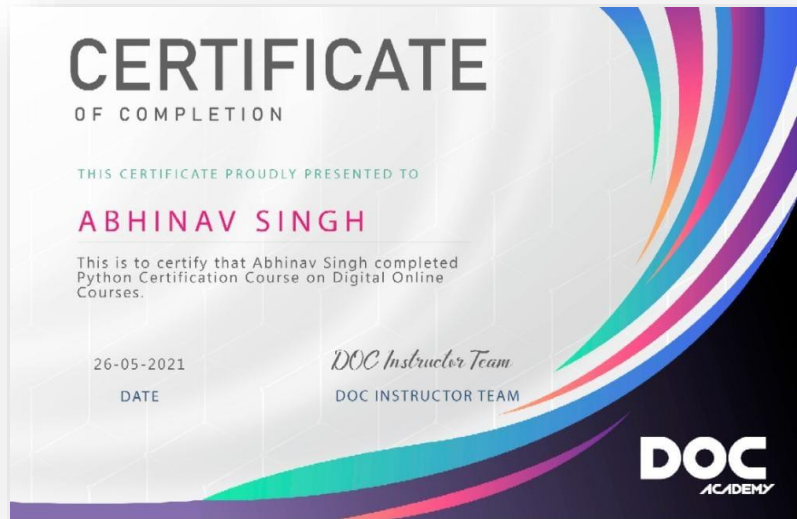 CERTIFICATE
OF COMPLETION
THIS CERTIFICATE PROUDLY PRESENTED TO
ABHINAV SINGH
This is to certify that Abhinav Singh completed
Python Certification Course on Digital Online
Courses.
26-05-2021
DATE
DOC Instructor Team
DOC INSTRUCTOR TEAM
DOC
ACADEMY